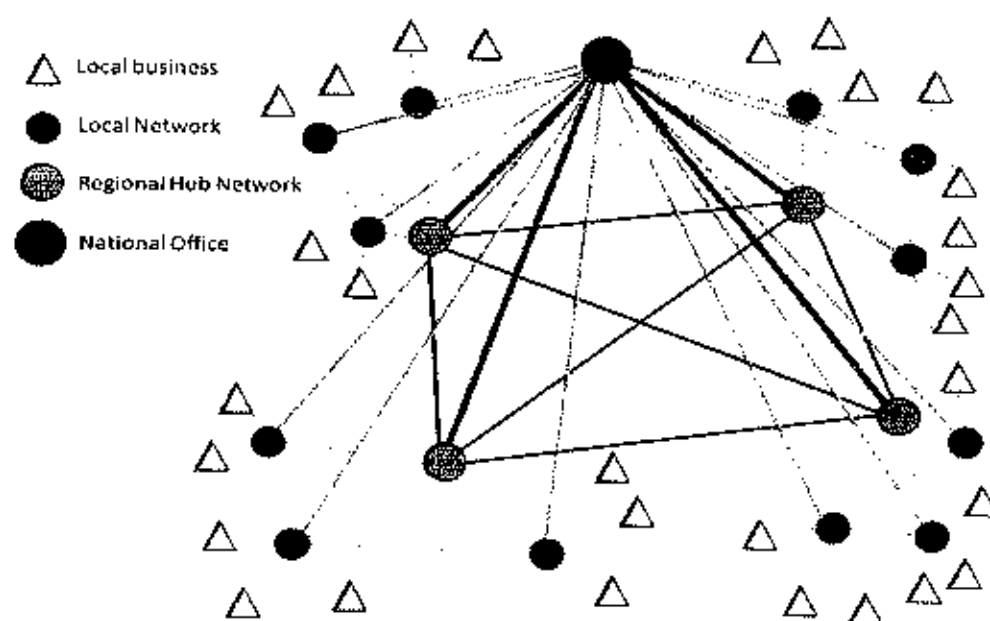 Local business
Local Network
Regional Hub Network
National Office